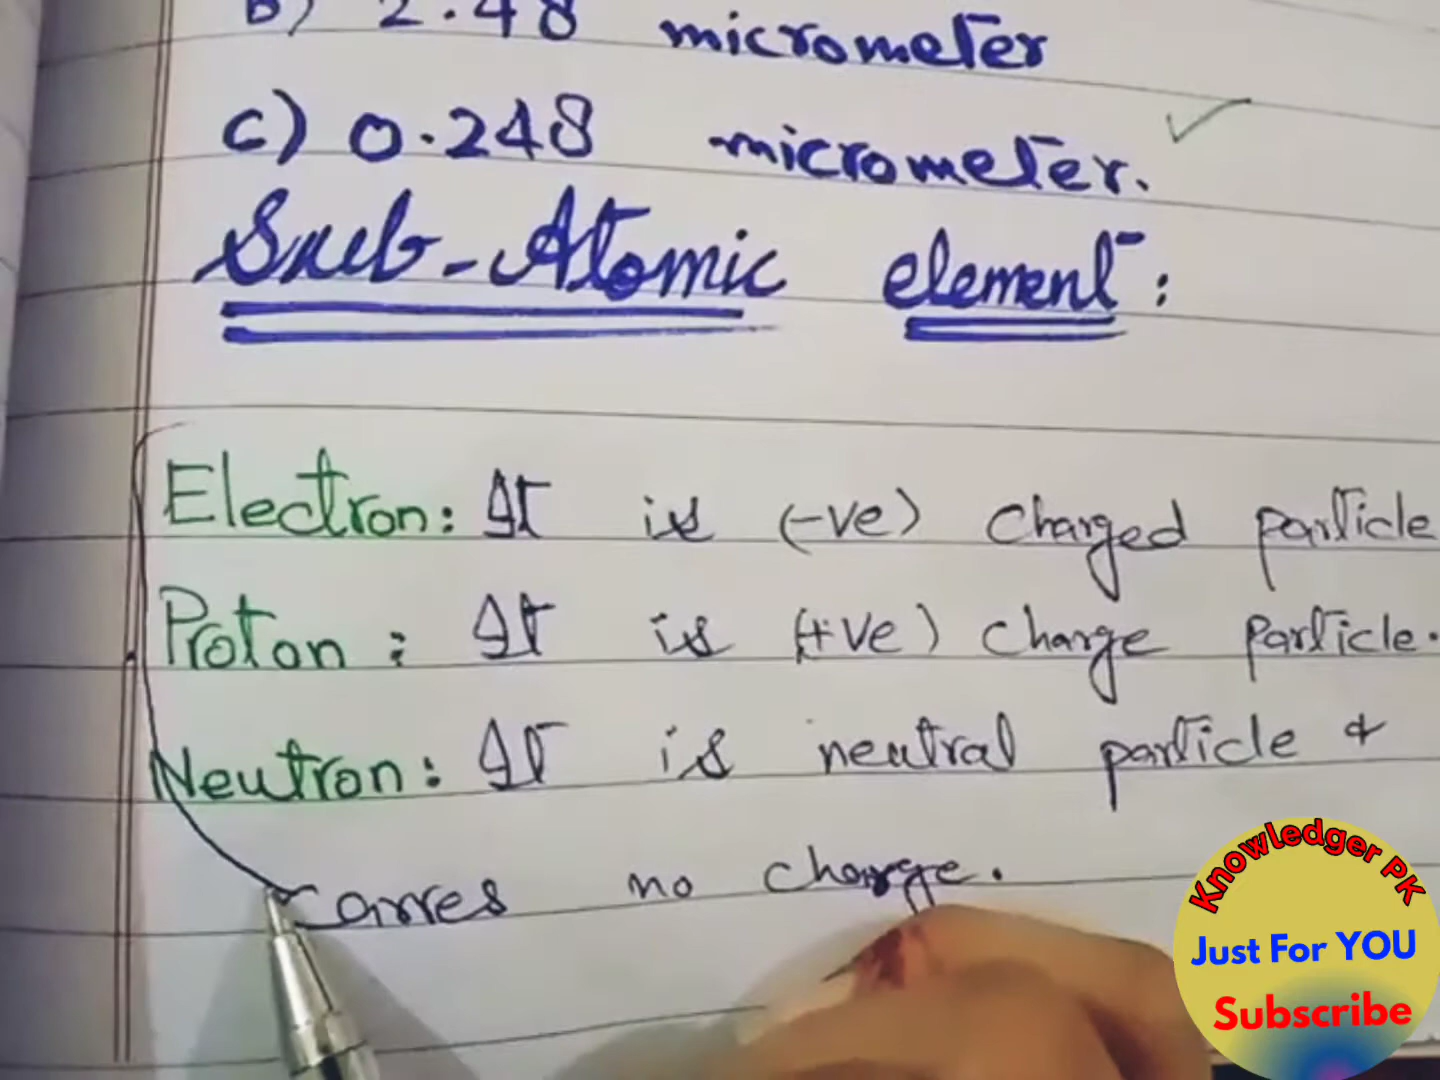 b) 2.48 micrometer
c) 0.248 micrometer.
Sub-Atomic element:
Electron: It is (-ve) charged particle
Proton: It is (+ve) charge particle.
Neutron: It is neutral particle &
carres no charge.
Knowledger PK
Just For YOU
Subscribe